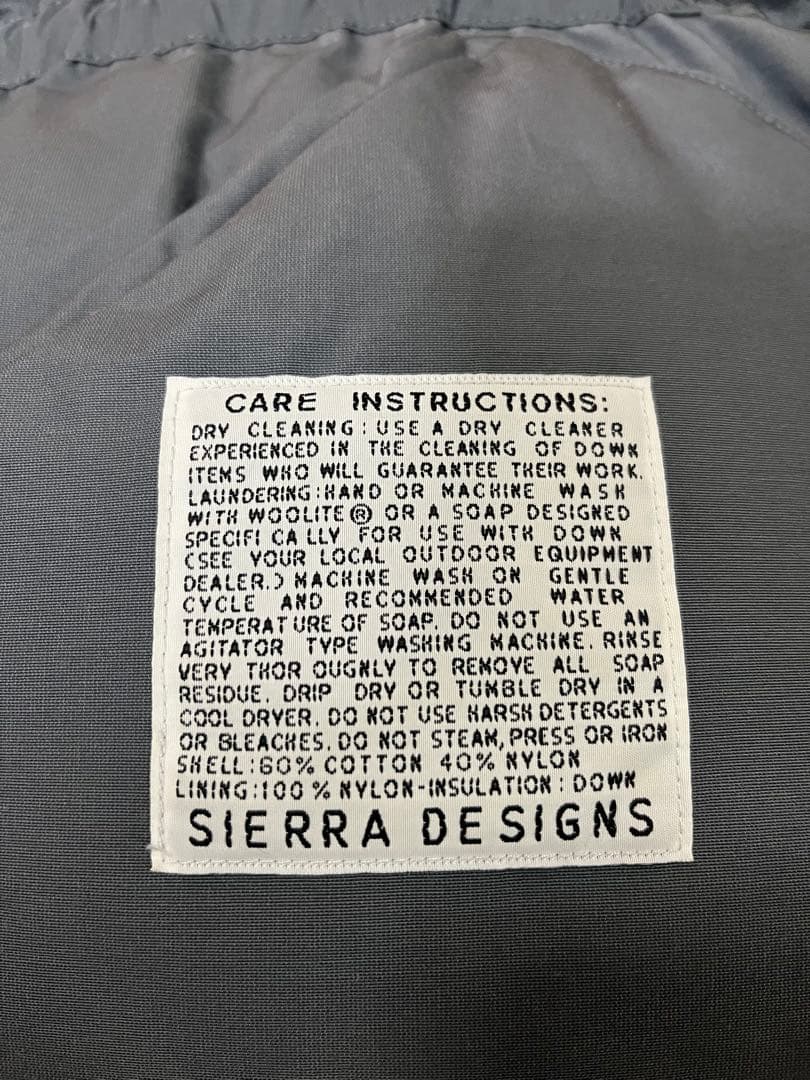 CARE INSTRUCTIONS:
DRY CLEANING: USE A DRY CLEANER
EXPERIENCED IN THE CLEANING OF DOWN
ITEMS WHO WILL GUARANTEE THEIR WORK.
LAUNDERING: HAND OR MACHINE WASH
WITH WOOLITE® OR A SOAP DESIGNED
SPECIFI CA LLY FOR USE WITH DOWN
(SEE YOUR LOCAL OUTDOOR EQUIPMENT
DEALER.) MACHINE WASH ON GENTLE
CYCLE AND RECOMMENDED WATER
TEMPERAT URE OF SOAP. DO NOT USE AN
AGITATOR TYPE WASHING MACHINE. RINSE
VERY THOR OUGHLY TO REMOVE ALL SOAP
RESIDUE. DRIP DRY OR TUMBLE DRY IN A
COOL DRYER. DO NOT USE HARSH DETERGENTS
OR BLEACHES. DO NOT STEAM, PRESS OR IRON
SHELL: 60% COTTON 40% NYLON
LINING: 100% NYLON-INSULATION: DOWN
SIERRA DESIGNS